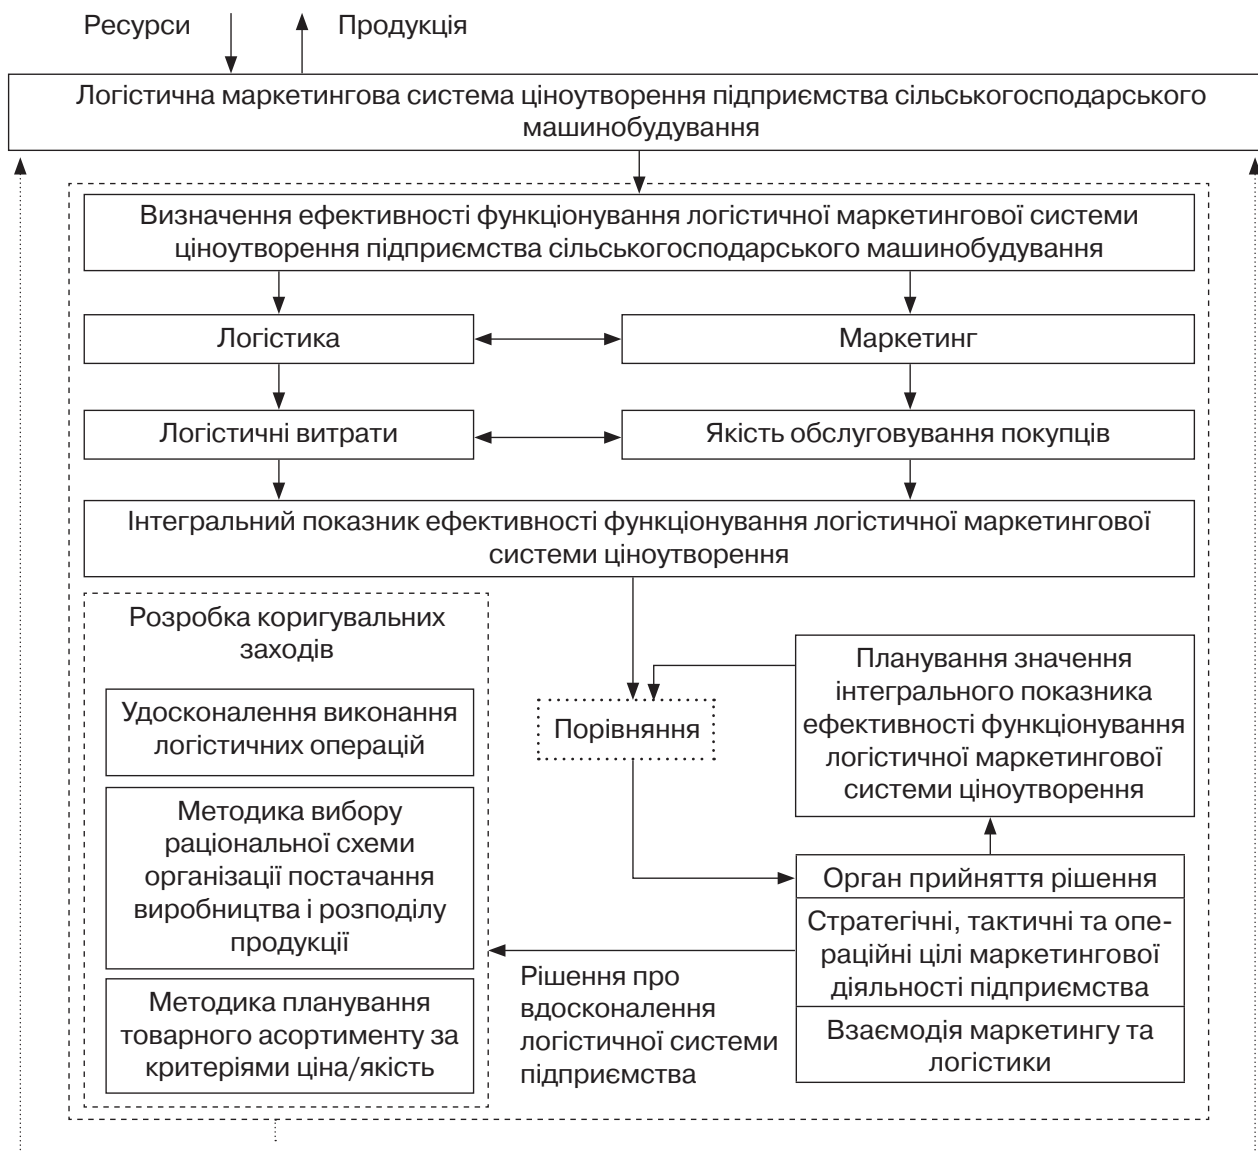 Ресурси
Продукція
Логістична маркетингова система ціноутворення підприємства сільськогосподарського
машинобудування
Визначення ефективності функціонування логістичної маркетингової системи
ціноутворення підприємства сільськогосподарського машинобудування
Логістика
Маркетинг
Логістичні витрати
Якість обслуговування покупців
Інтегральний показник ефективності функціонування логістичної маркетингової
системи ціноутворення
Розробка коригувальних
заходів
Удосконалення виконання
логістичних операцій
Методика вибору
раціональної схеми
організації постачання
виробництва і розподілу
продукції
Методика планування
товарного асортименту за
критеріями ціна/якість
Порівняння
Планування значення
інтегрального показника
ефективності функціонування
логістичної маркетингової
системи ціноутворення
Орган прийняття рішення
Стратегічні, тактичні та опе-
раційні цілі маркетингової
діяльності підприємства
Взаємодія маркетингу та
логістики
Рішення про
вдосконалення
логістичної системи
підприємства